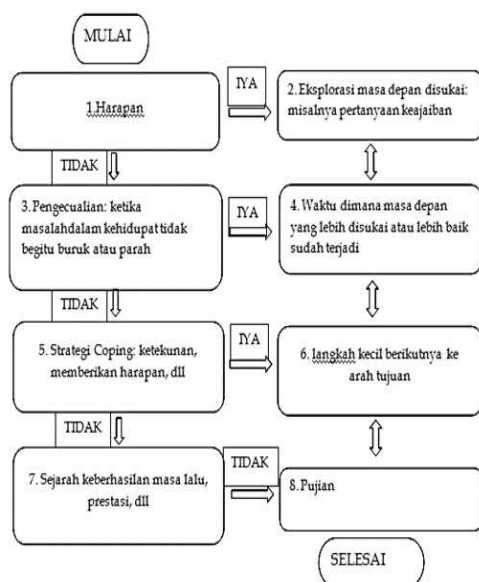 MULAI
1.Harapan
IYA
2. Eksplorasi masa depan disukai:
misalnya pertanyaan keajaiban
TIDAK
3. Pengecualian: ketika
masalahdalam kehidupat tidak
begitu buruk atau parah
IYA
4. Waktu dimana masa depan
yang lebih disukai atau lebih baik
sudah terjadi
TIDAK
5. Strategi Coping: ketekunan,
memberikan harapan, dll
IYA
6. langkah kecil berikutnya ke
arah tujuan
TIDAK
7. Sejarah keberhasilan masa lalu,
prestasi, dll
TIDAK
8. Pujian
SELESAI